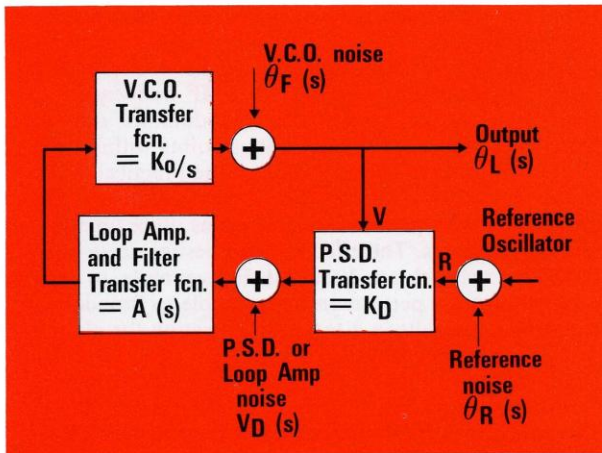 V.C.O. noise
θF (s)
V.C.O.
Transfer
fcn.
= KO/s
+
Output
θL (s)
V
Loop Amp.
and Filter
Transfer fcn.
= A (s)
+
P.S.D.
Transfer fcn.
= KD
R
Reference
Oscillator
+
P.S.D. or
Loop Amp
noise
VD (s)
Reference
noise
θR (s)